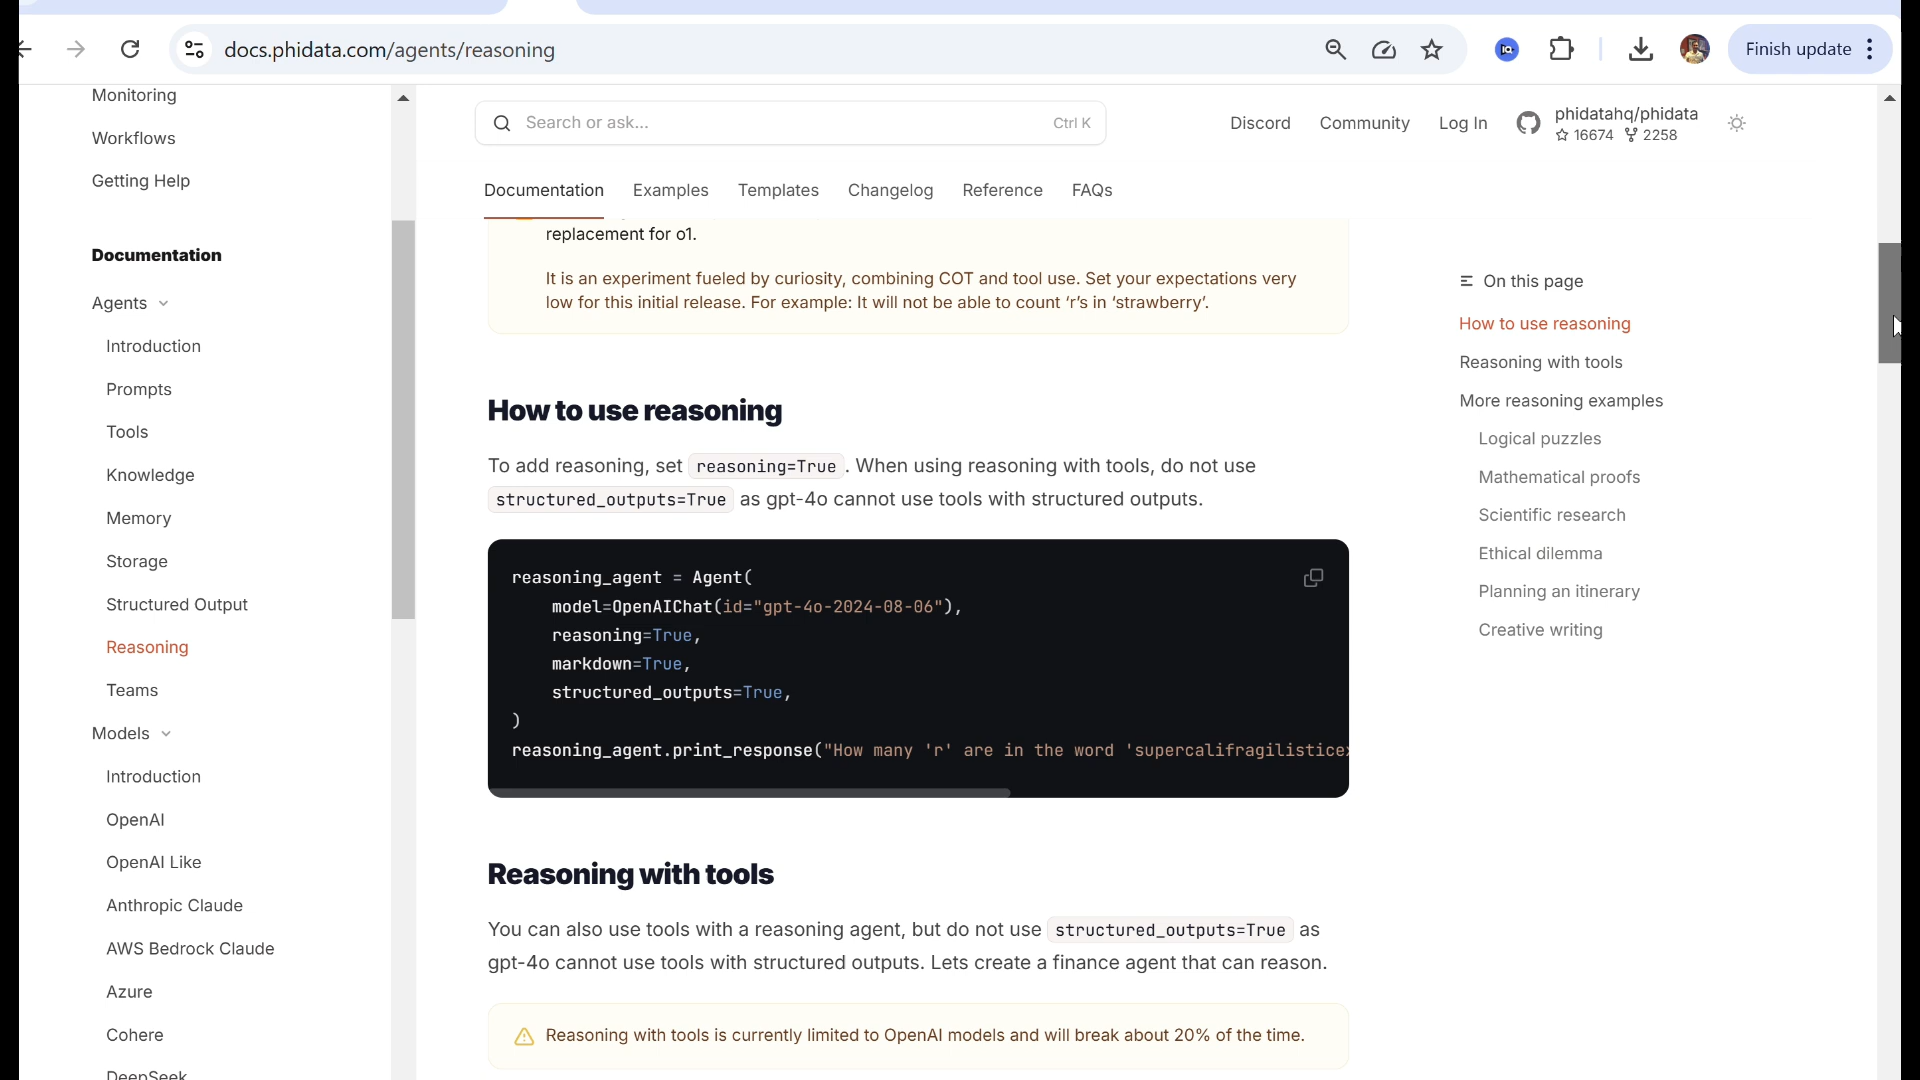 docs.phidata.com/agents/reasoning
Finish update
Monitoring
Workflows
Getting Help
Documentation
Agents
Introduction
Prompts
Tools
Knowledge
Memory
Storage
Structured Output
Reasoning
Teams
Models
Introduction
OpenAI
OpenAI Like
Anthropic Claude
AWS Bedrock Claude
Azure
Cohere
DeepSeek
Search or ask...
Ctrl K
Discord
Community
Log In
phidatahq/phidata
16674 2258
Documentation
Examples
Templates
Changelog
Reference
FAQs
replacement for o1.
It is an experiment fueled by curiosity, combining COT and tool use. Set your expectations very
low for this initial release. For example: It will not be able to count ‘r’s in ‘strawberry’.
How to use reasoning
To add reasoning, set reasoning=True. When using reasoning with tools, do not use
structured_outputs=True as gpt-4o cannot use tools with structured outputs.
reasoning_agent = Agent(
model=OpenAIChat(id="gpt-4o-2024-08-06"),
reasoning=True,
markdown=True,
structured_outputs=True,
)
reasoning_agent.print_response("How many 'r' are in the word 'supercalifragilistice
Reasoning with tools
You can also use tools with a reasoning agent, but do not use structured_outputs=True as
gpt-4o cannot use tools with structured outputs. Lets create a finance agent that can reason.
Reasoning with tools is currently limited to OpenAI models and will break about 20% of the time.
On this page
How to use reasoning
Reasoning with tools
More reasoning examples
Logical puzzles
Mathematical proofs
Scientific research
Ethical dilemma
Planning an itinerary
Creative writing